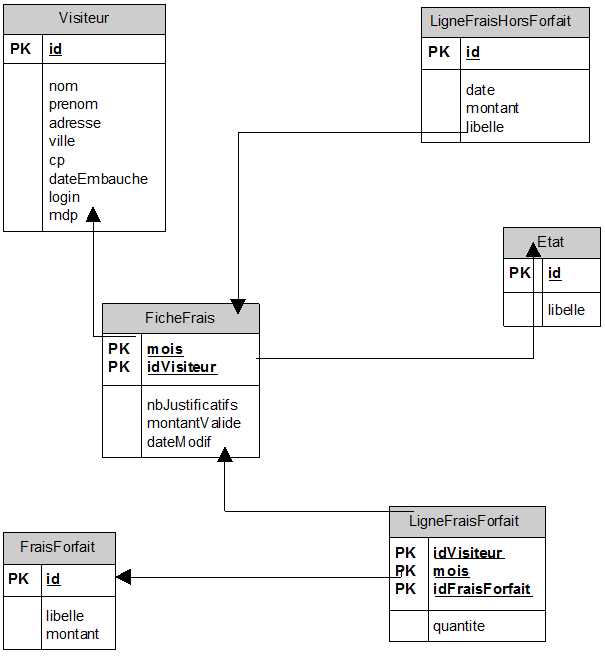 Visiteur
PK id
nom
prenom
adresse
ville
cp
dateEmbauche
login
mdp
LigneFraisHorsForfait
PK id
date
montant
libelle
Etat
PK id
libelle
FicheFrais
PK mois
PK idVisiteur
nbJustificatifs
montantValide
dateModif
LigneFraisForfait
PK idVisiteur
PK mois
PK idFraisForfait
quantite
FraisForfait
PK id
libelle
montant